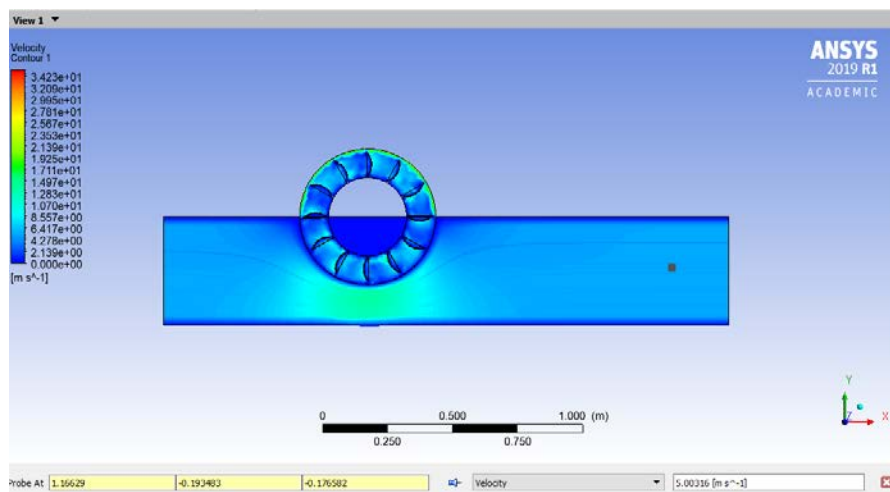 View 1
Velocity
Contour 1
3.423e+01
3.209e+01
2.995e+01
2.781e+01
2.567e+01
2.353e+01
2.139e+01
1.925e+01
1.711e+01
1.497e+01
1.283e+01
1.070e+01
8.557e+00
6.417e+00
4.278e+00
2.139e+00
0.000e+00
[m s^-1]
ANSYS
2019 R1
ACADEMIC
0 0.500 1.000 (m)
0.250 0.750
Y
Z X
Probe At 1.16629 -0.193483 -0.176582 Velocity 5.00316 [m s^-1]